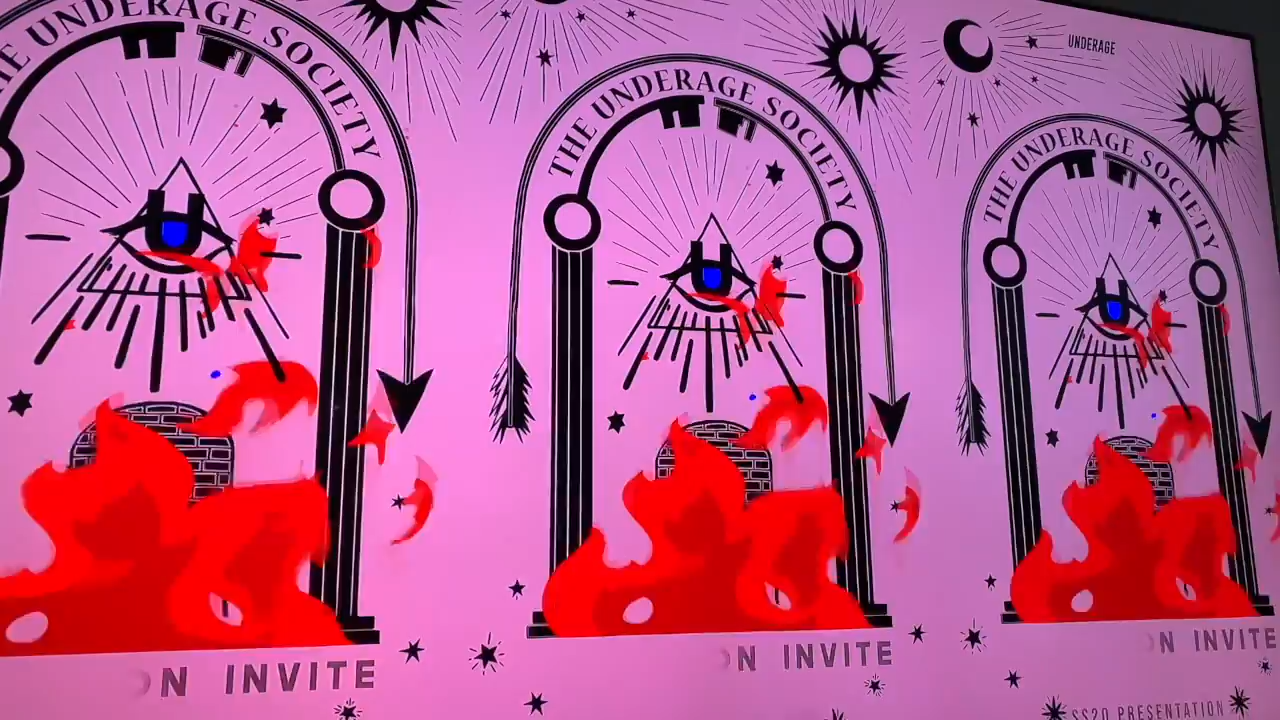 UNDERAGE
THE UNDERAGE SOCIETY
THE UNDERAGE SOCIETY
THE UNDERAGE SOCIETY
N INVITE
N INVITE
N INVITE
SS20 PRESENTATION